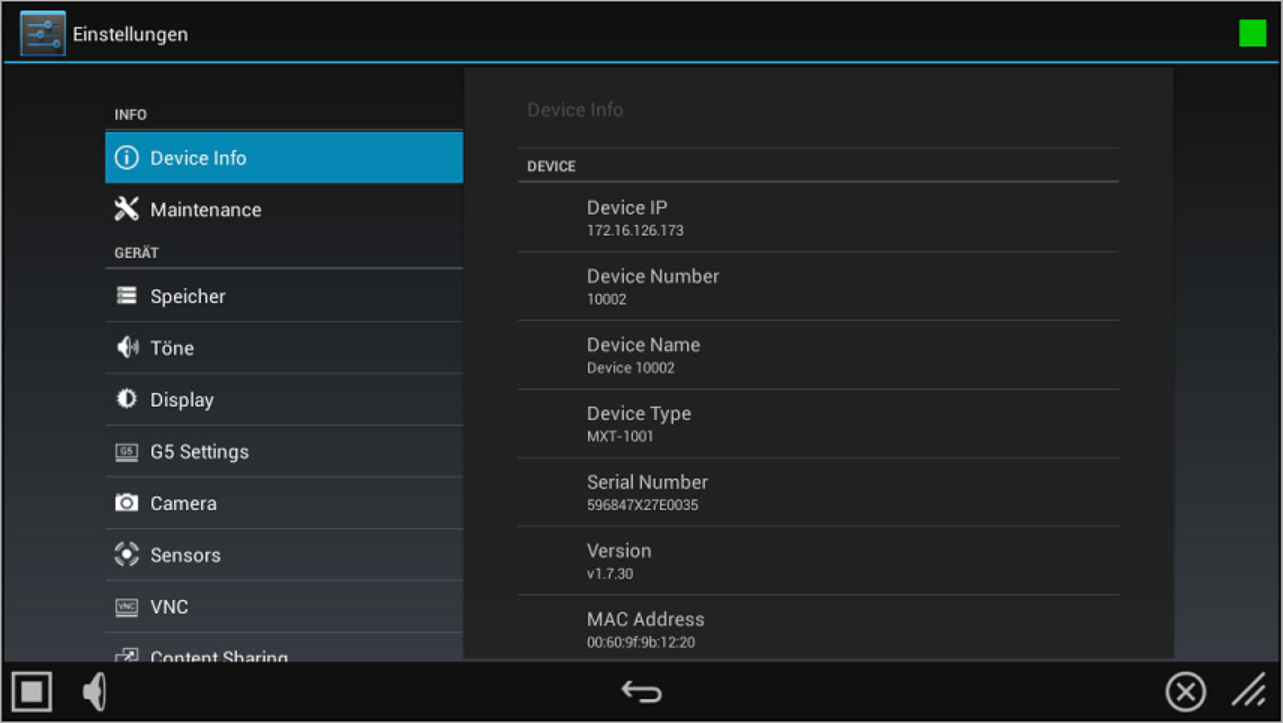 Einstellungen
INFO
Device Info
Maintenance
GERÄT
Speicher
Töne
Display
G5 G5 Settings
Camera
Sensors
VNC VNC
Content Sharing
Device Info
DEVICE
Device IP
172.16.126.173
Device Number
10002
Device Name
Device 10002
Device Type
MXT-1001
Serial Number
596847X27E0035
Version
v1.7.30
MAC Address
00:60:9f:9b:12:20